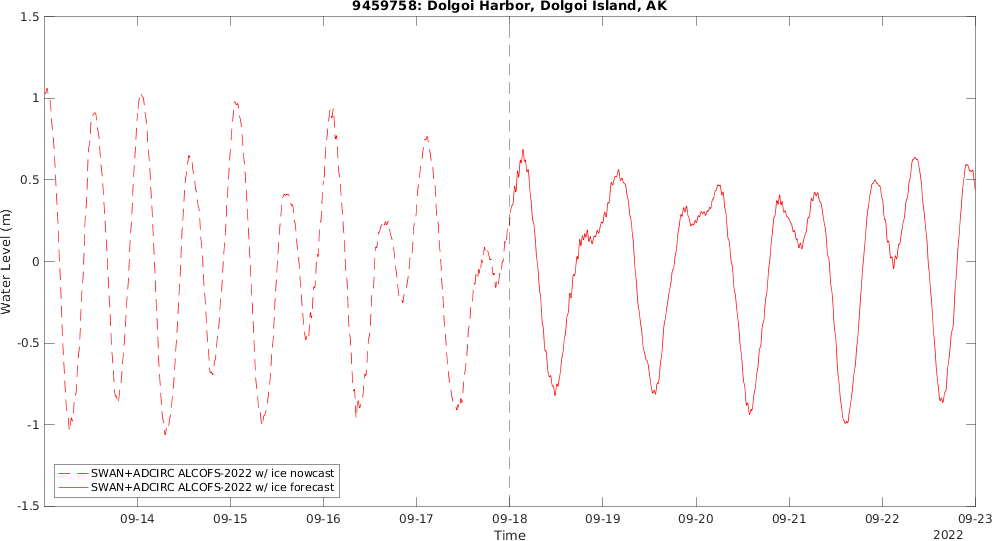 9459758: Dolgoi Harbor, Dolgoi Island, AK
1.5
1
0.5
0
-0.5
-1
-1.5
Water Level (m)
SWAN+ADCIRC ALCOFS-2022 w/ ice nowcast
SWAN+ADCIRC ALCOFS-2022 w/ ice forecast
09-14 09-15 09-16 09-17 09-18 09-19 09-20 09-21 09-22 09-23
Time
2022